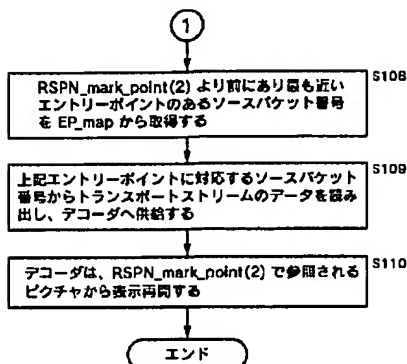 1
RSPN_mark_point(2) より前にあり最も近い
エントリーポイントのあるソースパケット番号
を EP_map から取得する
S108
上記エントリーポイントに対応するソースパケット
番号からトランスポートストリームのデータを読み
出し、デコーダへ供給する
S109
デコーダは、RSPN_mark_point(2) で参照される
ピクチャから表示再開する
S110
エンド